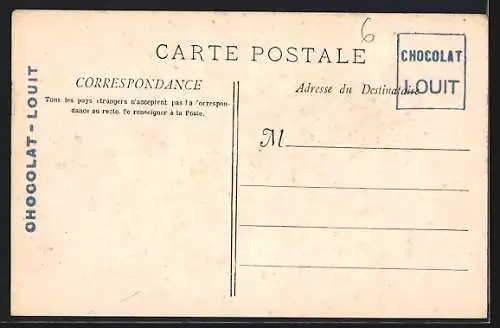 6
CARTE POSTALE
CHOCOLAT
LOUIT
CHOCOLAT-LOUIT
CORRESPONDANCE
Tous les pays étrangers n'acceptent pas la Correspon-
dance au recto. Se renseigner à la Poste.
Adresse du Destinataire
M